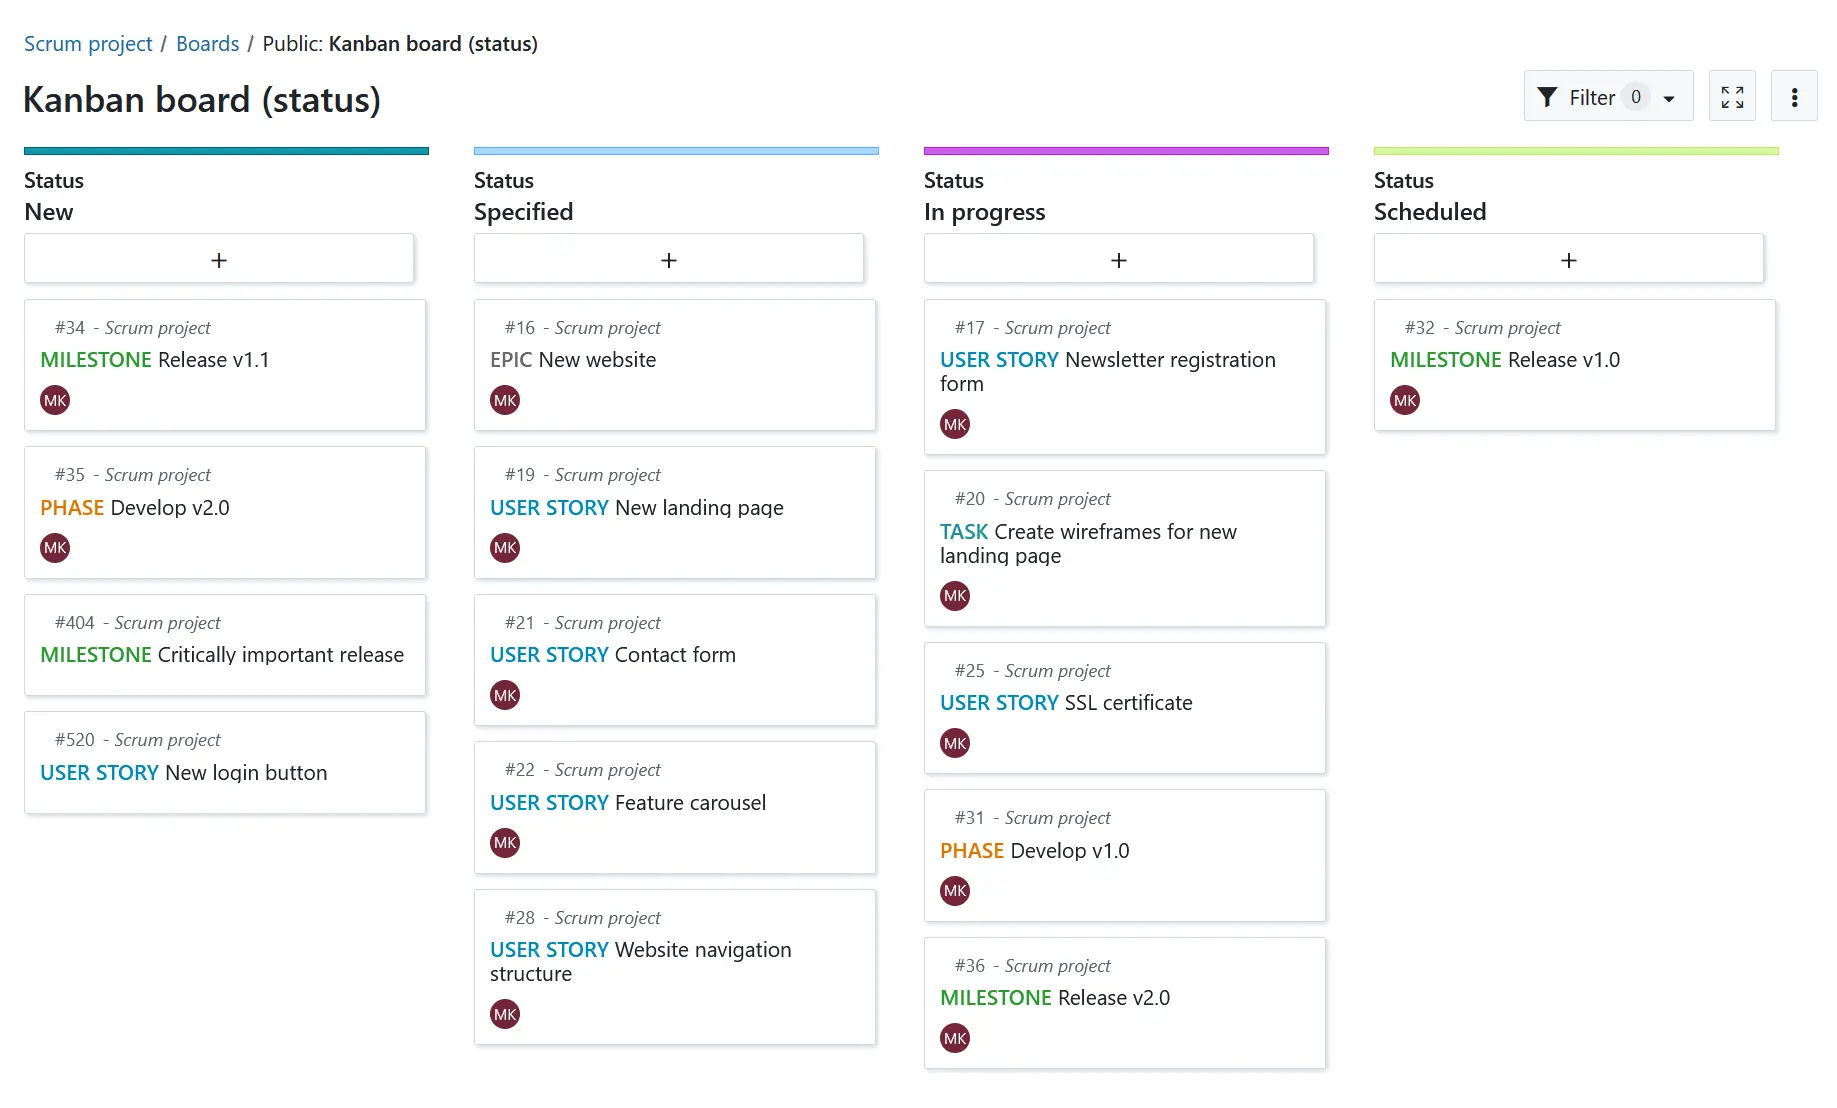 Scrum project / Boards / Public: Kanban board (status)
Kanban board (status)
Filter 0
Status
New
+
#34 - Scrum project
MILESTONE Release v1.1
MK
#35 - Scrum project
PHASE Develop v2.0
MK
#404 - Scrum project
MILESTONE Critically important release
#520 - Scrum project
USER STORY New login button
Status
Specified
+
#16 - Scrum project
EPIC New website
MK
#19 - Scrum project
USER STORY New landing page
MK
#21 - Scrum project
USER STORY Contact form
MK
#22 - Scrum project
USER STORY Feature carousel
MK
#28 - Scrum project
USER STORY Website navigation
structure
MK
Status
In progress
+
#17 - Scrum project
USER STORY Newsletter registration
form
MK
#20 - Scrum project
TASK Create wireframes for new
landing page
MK
#25 - Scrum project
USER STORY SSL certificate
MK
#31 - Scrum project
PHASE Develop v1.0
MK
#36 - Scrum project
MILESTONE Release v2.0
MK
Status
Scheduled
+
#32 - Scrum project
MILESTONE Release v1.0
MK